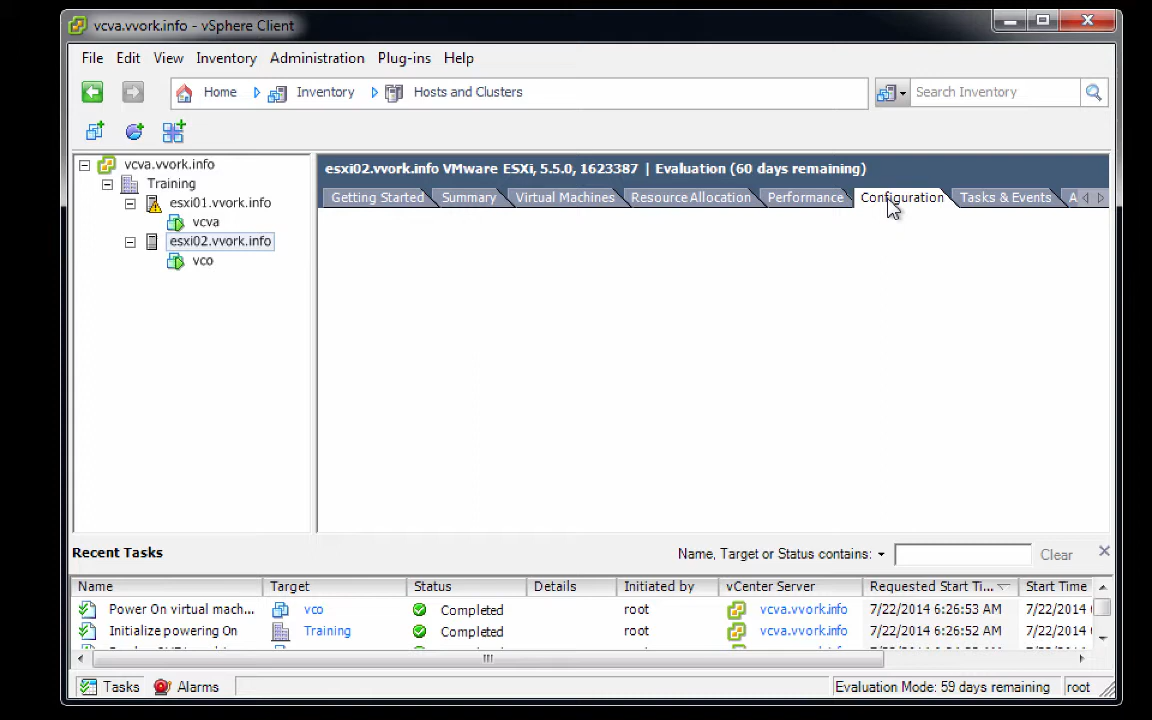 vcva.vvork.info - vSphere Client
File Edit View Inventory Administration Plug-ins Help
Home Inventory Hosts and Clusters Search Inventory
vcva.vvork.info
Training
esxi01.vvork.info
vcva
esxi02.vvork.info
vco
esxi02.vvork.info VMware ESXi, 5.5.0, 1623387 | Evaluation (60 days remaining)
Getting Started Summary Virtual Machines Resource Allocation Performance Configuration Tasks & Events A
Recent Tasks Name, Target or Status contains: Clear
Name Target Status Details Initiated by vCenter Server Requested Start Ti... Start Time
Power On virtual mach... vco Completed root vcva.vvork.info 7/22/2014 6:26:53 AM 7/22/2014
Initialize powering On Training Completed root vcva.vvork.info 7/22/2014 6:26:52 AM 7/22/2014
Tasks Alarms Evaluation Mode: 59 days remaining root